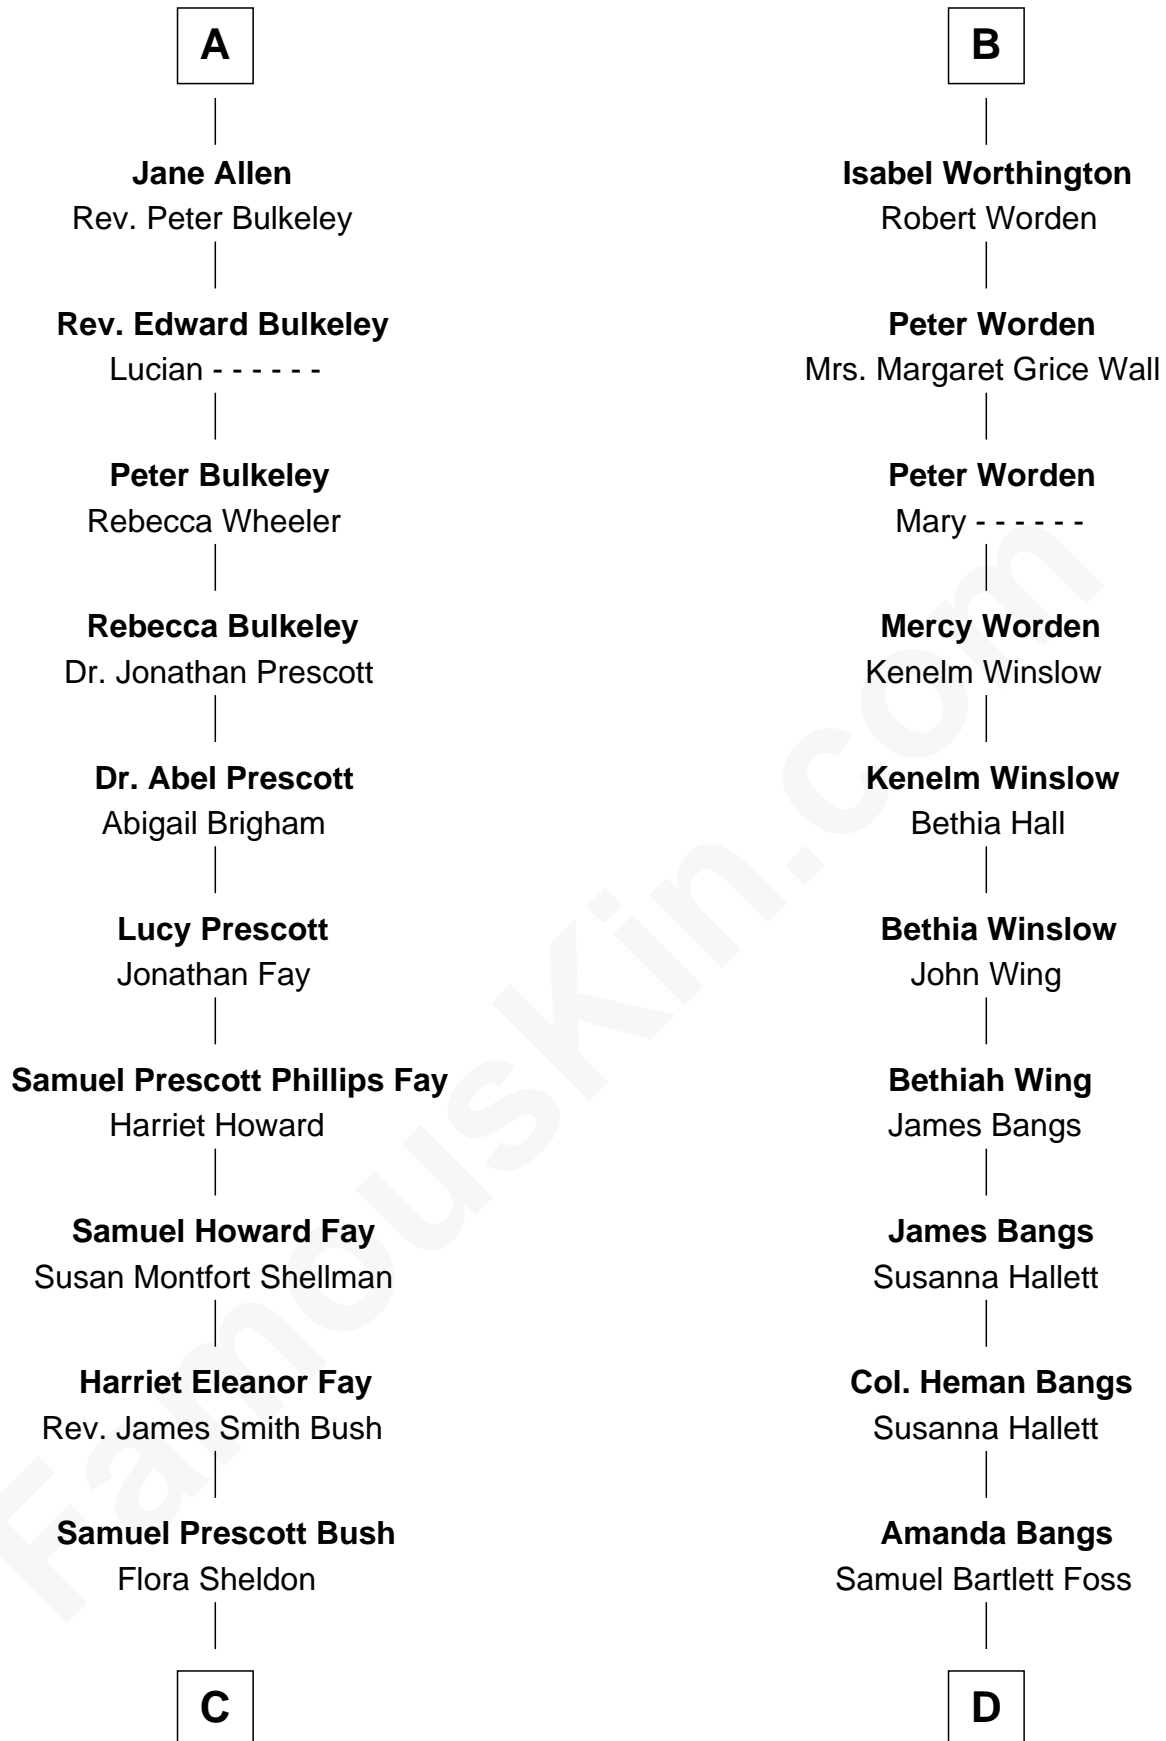 A
Jane Allen
Rev. Peter Bulkeley
Rev. Edward Bulkeley
Lucian - - - - - -
Peter Bulkeley
Rebecca Wheeler
Rebecca Bulkeley
Dr. Jonathan Prescott
Dr. Abel Prescott
Abigail Brigham
Lucy Prescott
Jonathan Fay
Samuel Prescott Phillips Fay
Harriet Howard
Samuel Howard Fay
Susan Montfort Shellman
Harriet Eleanor Fay
Rev. James Smith Bush
Samuel Prescott Bush
Flora Sheldon
C
B
Isabel Worthington
Robert Worden
Peter Worden
Mrs. Margaret Grice Wall
Peter Worden
Mary - - - - - -
Mercy Worden
Kenelm Winslow
Kenelm Winslow
Bethia Hall
Bethia Winslow
John Wing
Bethiah Wing
James Bangs
James Bangs
Susanna Hallett
Col. Heman Bangs
Susanna Hallett
Amanda Bangs
Samuel Bartlett Foss
D
FamousKin.com